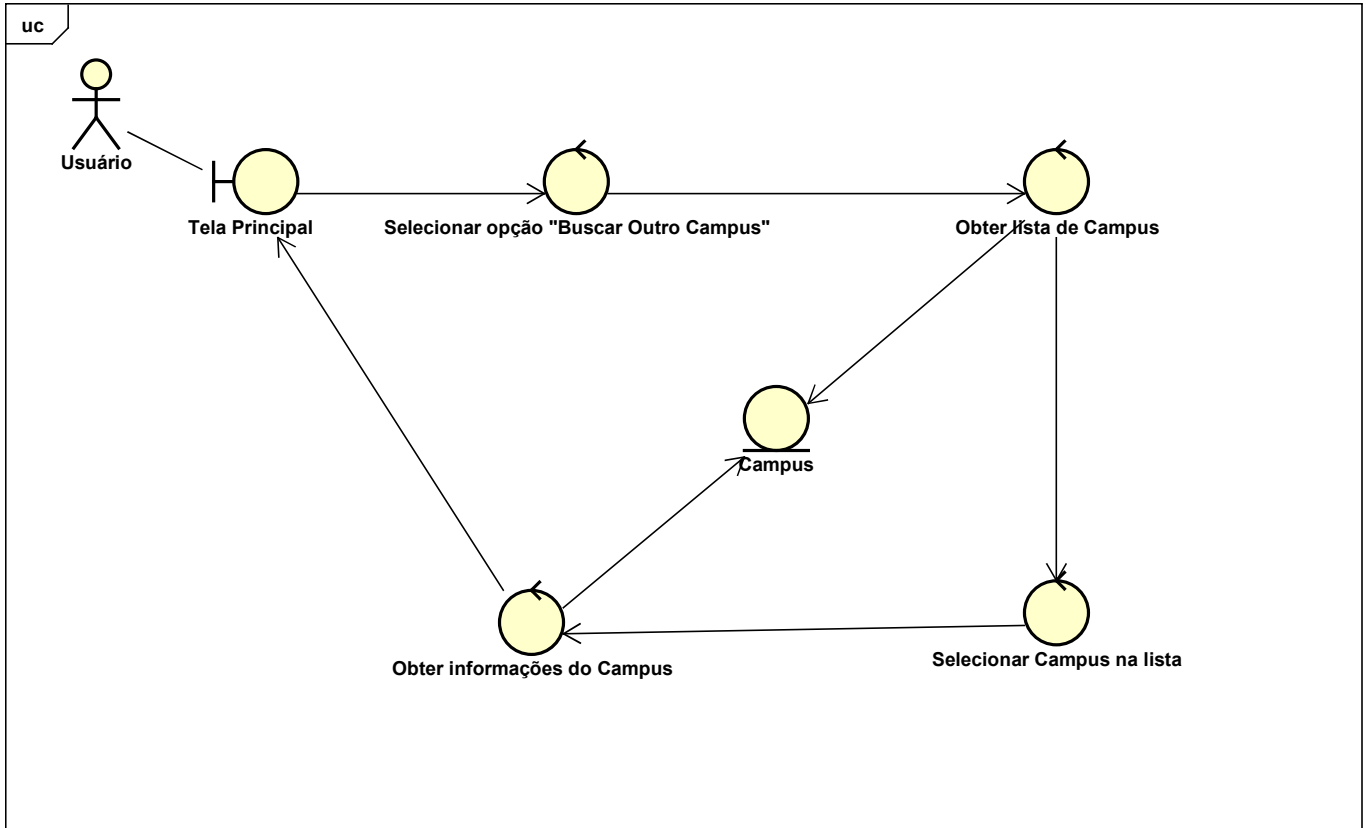 uc
Usuário
Tela Principal
Selecionar opção "Buscar Outro Campus"
Obter lista de Campus
Campus
Obter informações do Campus
Selecionar Campus na lista